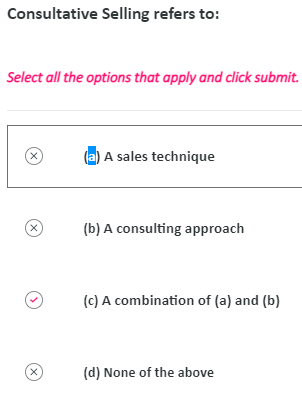 Consultative Selling refers to:
Select all the options that apply and click submit.
(a) A sales technique
(b) A consulting approach
(c) A combination of (a) and (b)
(d) None of the above